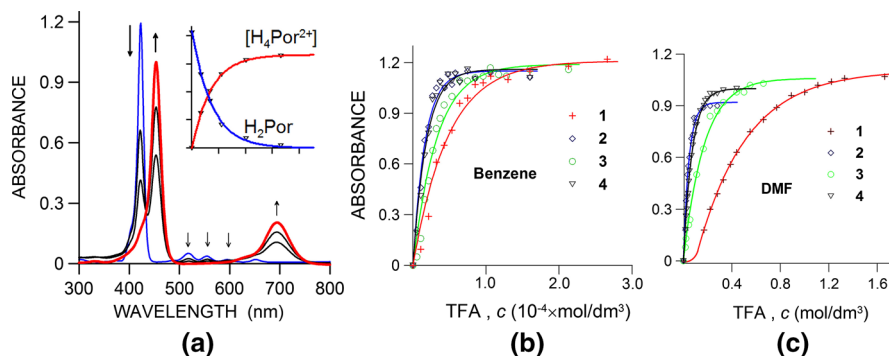 ABSORBANCE
1.2
0.9
0.6
0.3
0
300 400 500 600 700 800
WAVELENGTH (nm)
[H₄Por²⁺]
H₂Por
(a)
ABSORBANCE
1.2
0.9
0.6
0.3
0.0
1.0 2.0 3.0
TFA , c (10⁻⁴×mol/dm³)
Benzene
1
2
3
4
(b)
1.2
0.9
0.6
0.3
0.4 0.8 1.2 1.6
TFA , c (mol/dm³)
DMF
1
2
3
4
(c)